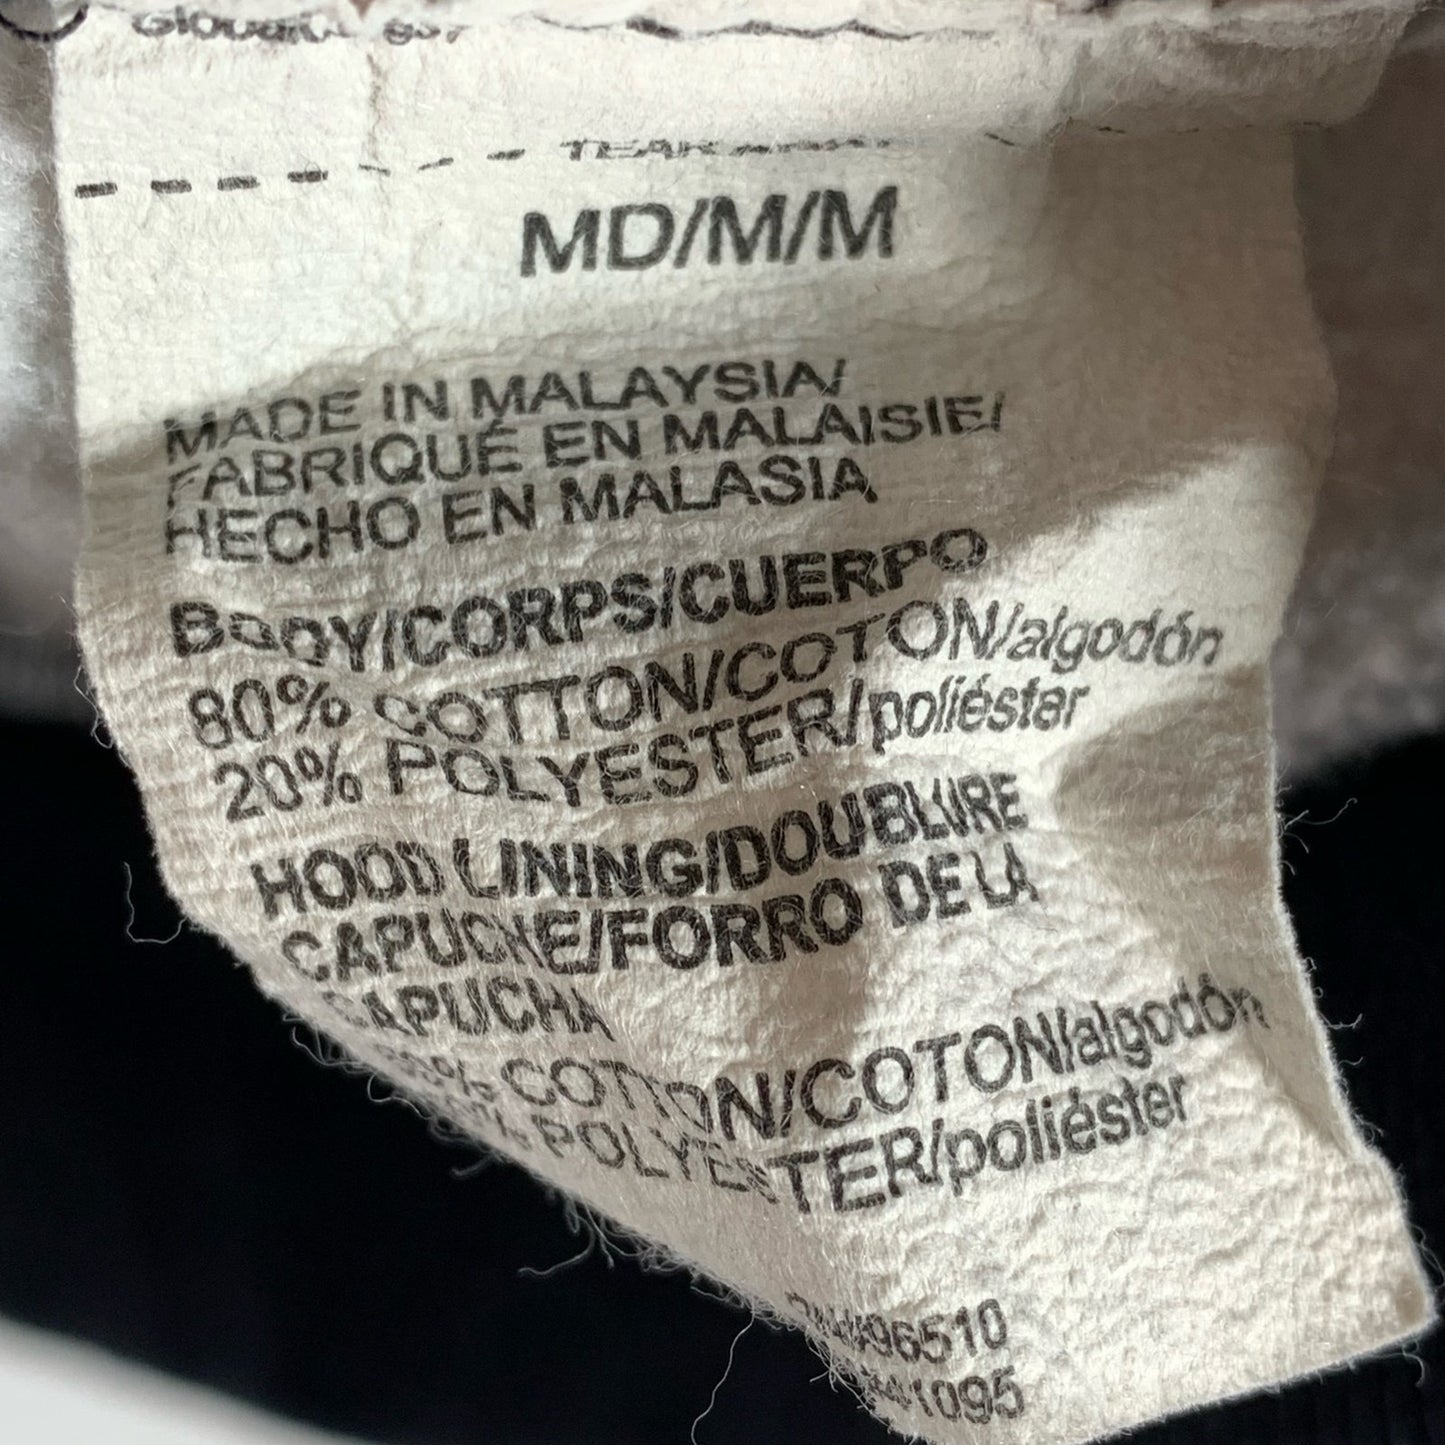 MD/M/M
MADE IN MALAYSIA/
FABRIQUÉ EN MALAISIE/
HECHO EN MALASIA
BODY/CORPS/CUERPO
80% COTTON/COTON/algodón
20% POLYESTER/poliéster
HOOD LINING/DOUBLURE
CAPUCHE/FORRO DE LA
CAPUCHA
COTTON/COTON/algodón
POLYESTER/poliéster